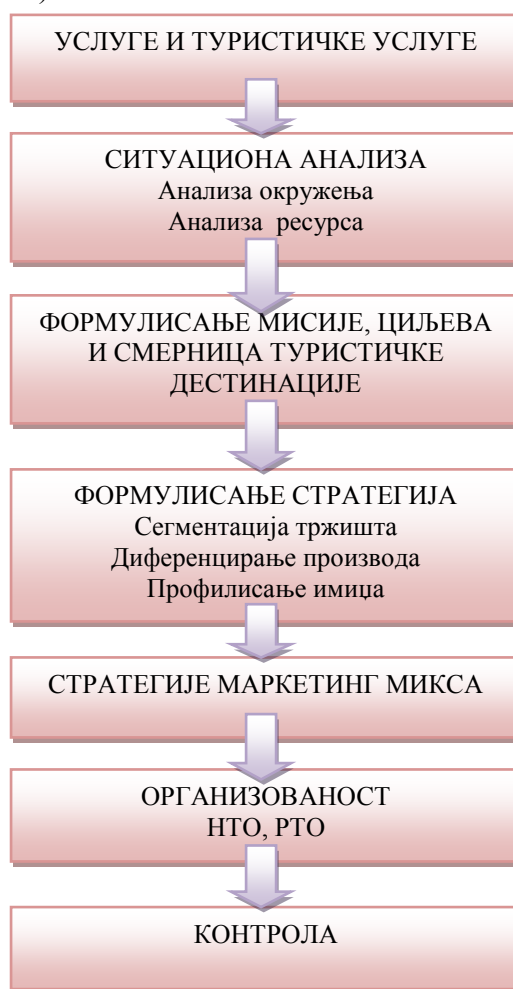 УСЛУГЕ И ТУРИСТИЧКЕ УСЛУГЕ
СИТУАЦИОНА АНАЛИЗА
Анализа окружења
Анализа ресурса
ФОРМУЛИСАЊЕ МИСИЈЕ, ЦИЉЕВА
И СМЕРНИЦА ТУРИСТИЧКЕ
ДЕСТИНАЦИЈЕ
ФОРМУЛИСАЊЕ СТРАТЕГИЈА
Сегментација тржишта
Диференцирање производа
Профилисање имиџа
СТРАТЕГИЈЕ МАРКЕТИНГ МИКСА
ОРГАНИЗОВАНОСТ
НТО, РТО
КОНТРОЛА